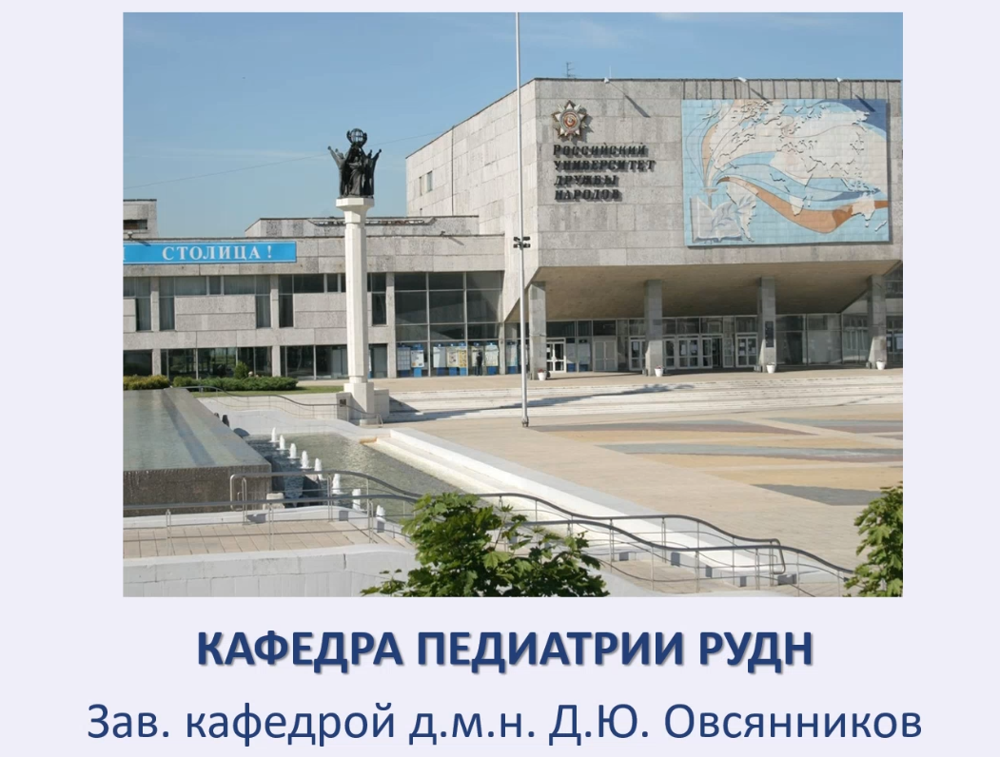 СТОЛИЦА!
РОССИЙСКИЙ
УНИВЕРСИТЕТ
ДРУЖБЫ
НАРОДОВ
КАФЕДРА ПЕДИАТРИИ РУДН
Зав. кафедрой д.м.н. Д.Ю. Овсянников